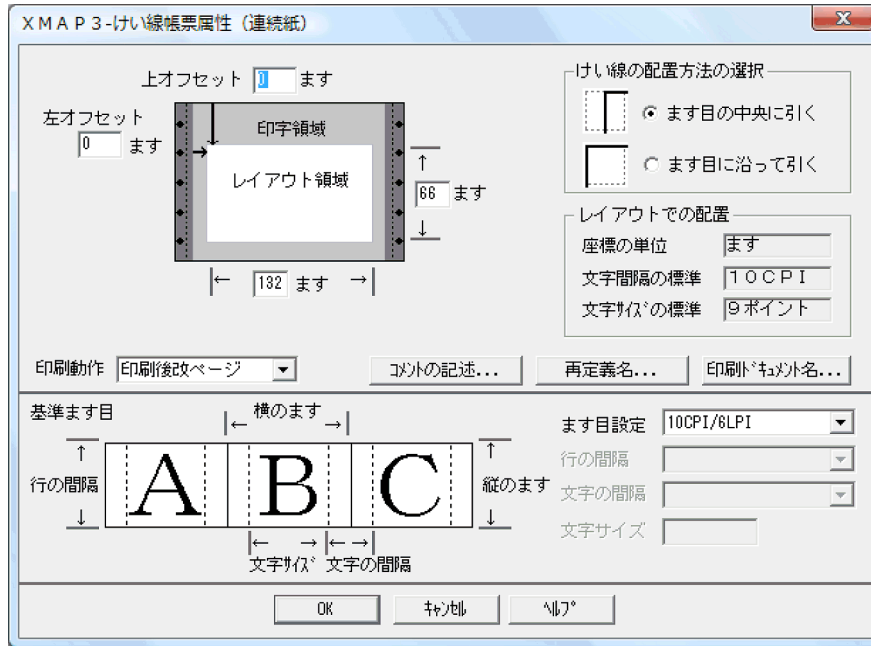 ＸＭＡＰ３-けい線帳票属性（連続紙）
上オフセット 0 ます
左オフセット
0 ます
印字領域
レイアウト領域
66 ます
132 ます
けい線の配置方法の選択
ます目の中央に引く
ます目に沿って引く
レイアウトでの配置
座標の単位 ます
文字間隔の標準 １０ＣＰＩ
文字ｻｲｽﾞの標準 ９ポイント
印刷動作 印刷後改ページ
ｺﾒﾝﾄの記述...
再定義名...
印刷ﾄﾞｷｭﾒﾝﾄ名...
基準ます目
横のます
行の間隔
A B C
縦のます
文字ｻｲｽﾞ 文字の間隔
ます目設定 10CPI/6LPI
行の間隔
文字の間隔
文字サイズ
OK
ｷｬﾝｾﾙ
ﾍﾙﾌﾟ